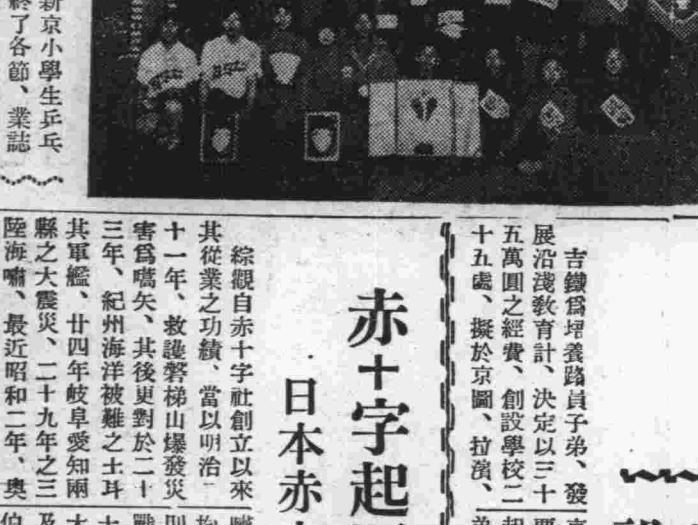 吉鐵爲培養路員子弟、發
展沿淺敎育計、決定以三十
五萬圓之經費、創設學校二
十五處、擬於京圖、拉濱、
赤十字起
日本赤
綜觀自赤十字社創立以來
其從業之功績、當以明治二
十一年、救護磐梯山爆發災
害爲嚆矢、其後更對於二十
三年、紀州海洋被難之土耳
其軍艦、廿四年岐阜愛知兩
縣之大震災、二十九年之三
陸海嘯、最近昭和二年、奧
新京小學生乒乓
終了各節、業誌